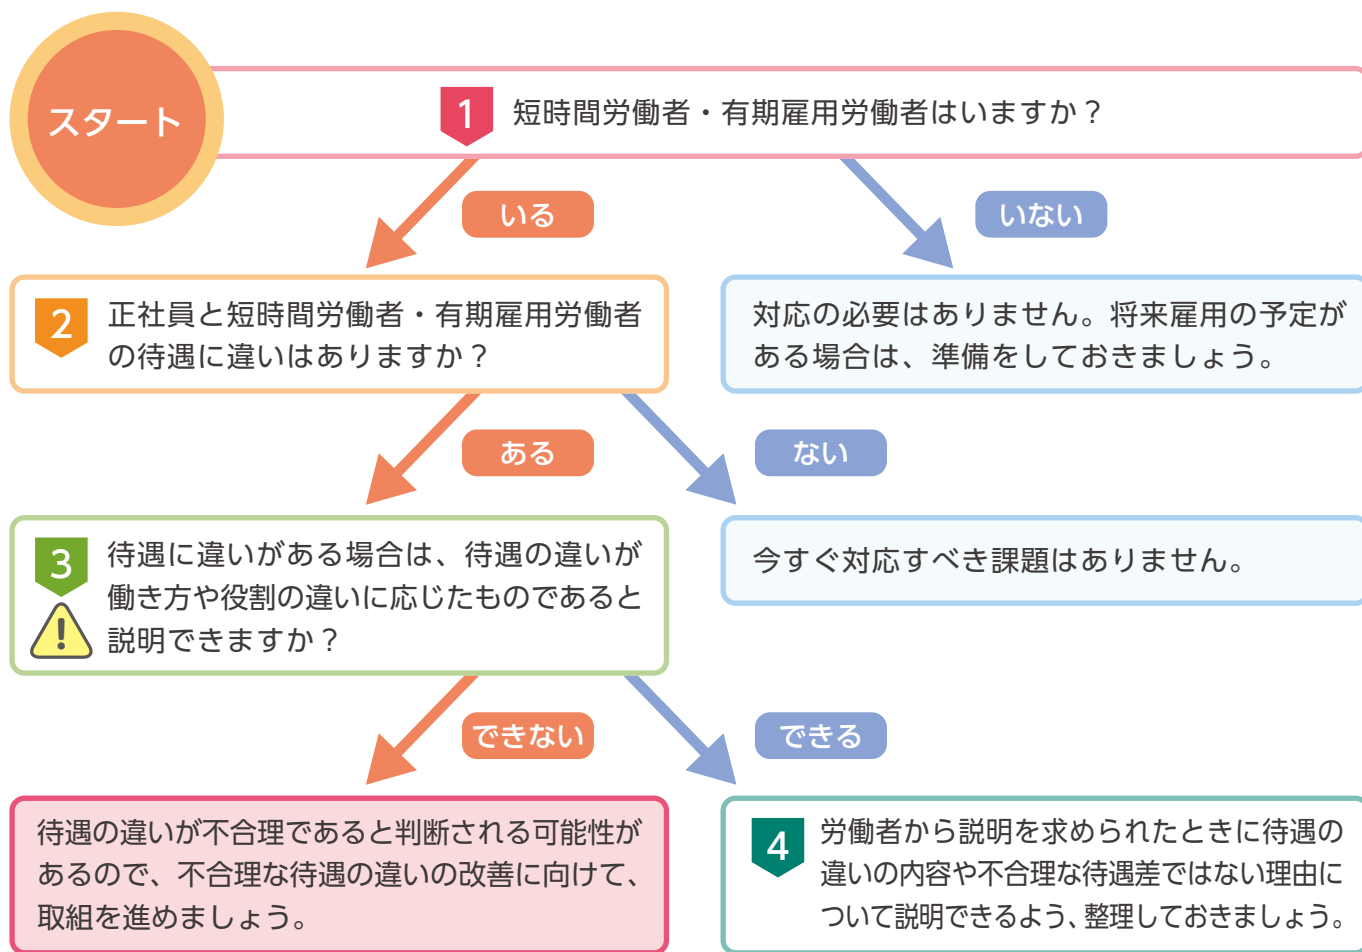 スタート
1 短時間労働者・有期雇用労働者はいますか？
いる
いない
2 正社員と短時間労働者・有期雇用労働者
の待遇に違いはありますか？
対応の必要はありません。将来雇用の予定が
ある場合は、準備をしておきましょう。
ある
ない
3 待遇に違いがある場合は、待遇の違いが
働き方や役割の違いに応じたものであると
説明できますか？
今すぐ対応すべき課題はありません。
できない
できる
待遇の違いが不合理であると判断される可能性が
あるので、不合理な待遇の違いの改善に向けて、
取組を進めましょう。
4 労働者から説明を求められたときに待遇の
違いの内容や不合理な待遇差ではない理由に
ついて説明できるよう、整理しておきましょう。